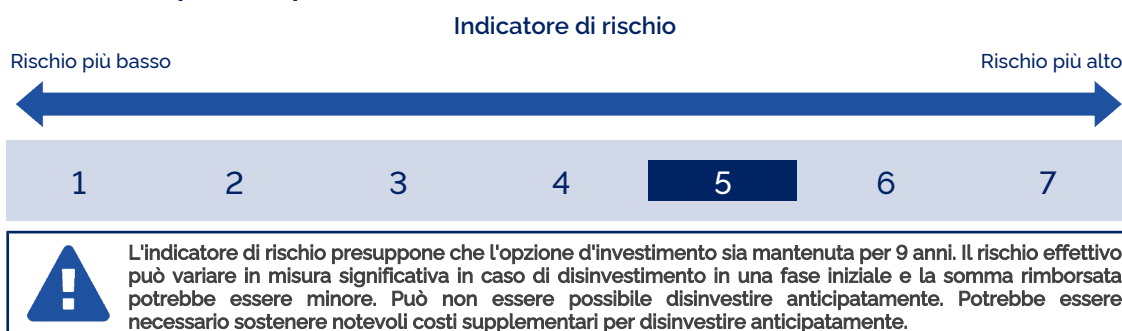 Indicatore di rischio
Rischio più basso Rischio più alto
1 2 3 4 5 6 7
L'indicatore di rischio presuppone che l'opzione d'investimento sia mantenuta per 9 anni. Il rischio effettivo
può variare in misura significativa in caso di disinvestimento in una fase iniziale e la somma rimborsata
potrebbe essere minore. Può non essere possibile disinvestire anticipatamente. Potrebbe essere
necessario sostenere notevoli costi supplementari per disinvestire anticipatamente.